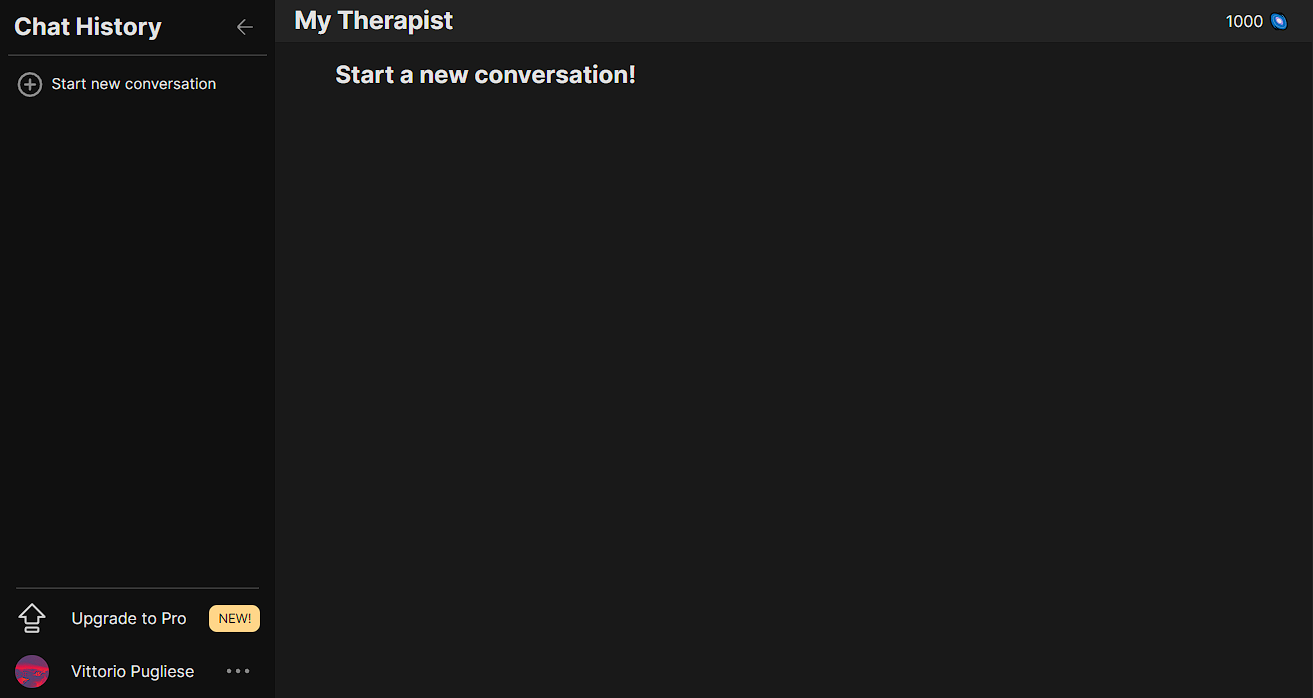 Chat History
Start new conversation
Upgrade to Pro NEW!
Vittorio Pugliese
My Therapist
1000
Start a new conversation!